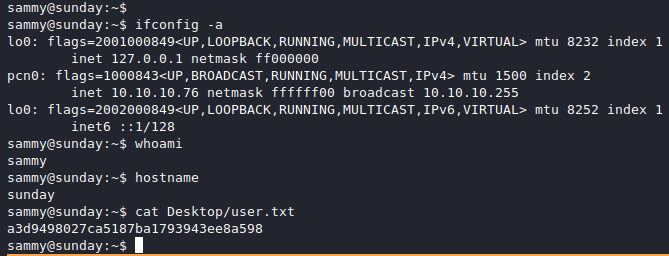 sammy@sunday:~$
sammy@sunday:~$ ifconfig -a
lo0: flags=2001000849<UP,LOOPBACK,RUNNING,MULTICAST,IPv4,VIRTUAL> mtu 8232 index 1
        inet 127.0.0.1 netmask ff000000
pcn0: flags=1000843<UP,BROADCAST,RUNNING,MULTICAST,IPv4> mtu 1500 index 2
        inet 10.10.10.76 netmask ffffff00 broadcast 10.10.10.255
lo0: flags=2002000849<UP,LOOPBACK,RUNNING,MULTICAST,IPv6,VIRTUAL> mtu 8252 index 1
        inet6 ::1/128
sammy@sunday:~$ whoami
sammy
sammy@sunday:~$ hostname
sunday
sammy@sunday:~$ cat Desktop/user.txt
a3d9498027ca5187ba1793943ee8a598
sammy@sunday:~$